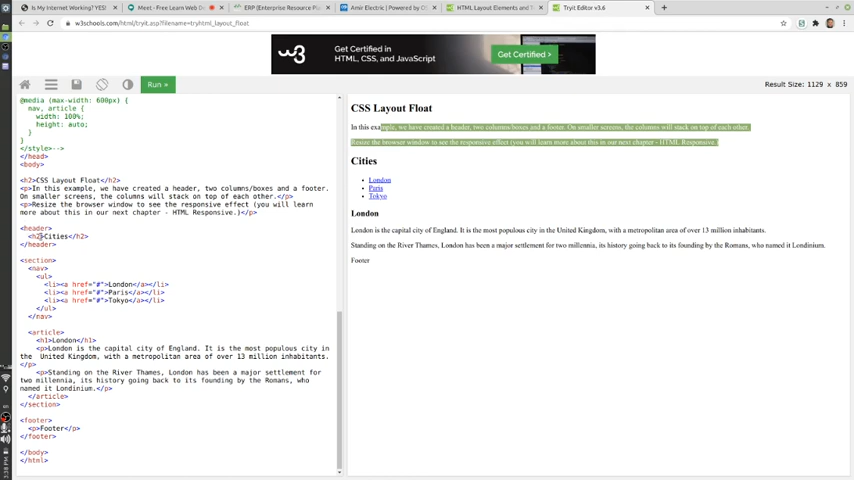 Is My Internet Working? YES!
Meet - Free Learn Web De
ERP (Enterprise Resource Pla
Amir Electric | Powered by O
HTML Layout Elements and T
Tryit Editor v3.6
w3schools.com/html/tryit.asp?filename=tryhtml_layout_float
w3
Get Certified in
HTML, CSS, and JavaScript
Get Certified >
Run »
Result Size: 1129 x 859
@media (max-width: 600px) {
nav, article {
width: 100%;
height: auto;
}
}
</style>-->
</head>
<body>
<h2>CSS Layout Float</h2>
<p>In this example, we have created a header, two columns/boxes and a footer.
On smaller screens, the columns will stack on top of each other.</p>
<p>Resize the browser window to see the responsive effect (you will learn
more about this in our next chapter - HTML Responsive.)</p>
<header>
<h2>Cities</h2>
</header>
<section>
<nav>
<ul>
<li><a href="#">London</a></li>
<li><a href="#">Paris</a></li>
<li><a href="#">Tokyo</a></li>
</ul>
</nav>
<article>
<h1>London</h1>
<p>London is the capital city of England. It is the most populous city in
the  United Kingdom, with a metropolitan area of over 13 million inhabitants.
</p>
<p>Standing on the River Thames, London has been a major settlement for
two millennia, its history going back to its founding by the Romans, who
named it Londinium.</p>
</article>
</section>
<footer>
<p>Footer</p>
</footer>
</body>
</html>
CSS Layout Float
In this example, we have created a header, two columns/boxes and a footer. On smaller screens, the columns will stack on top of each other.
Resize the browser window to see the responsive effect (you will learn more about this in our next chapter - HTML Responsive.)
Cities
London
Paris
Tokyo
London
London is the capital city of England. It is the most populous city in the United Kingdom, with a metropolitan area of over 13 million inhabitants.
Standing on the River Thames, London has been a major settlement for two millennia, its history going back to its founding by the Romans, who named it Londinium.
Footer
3:38 PM